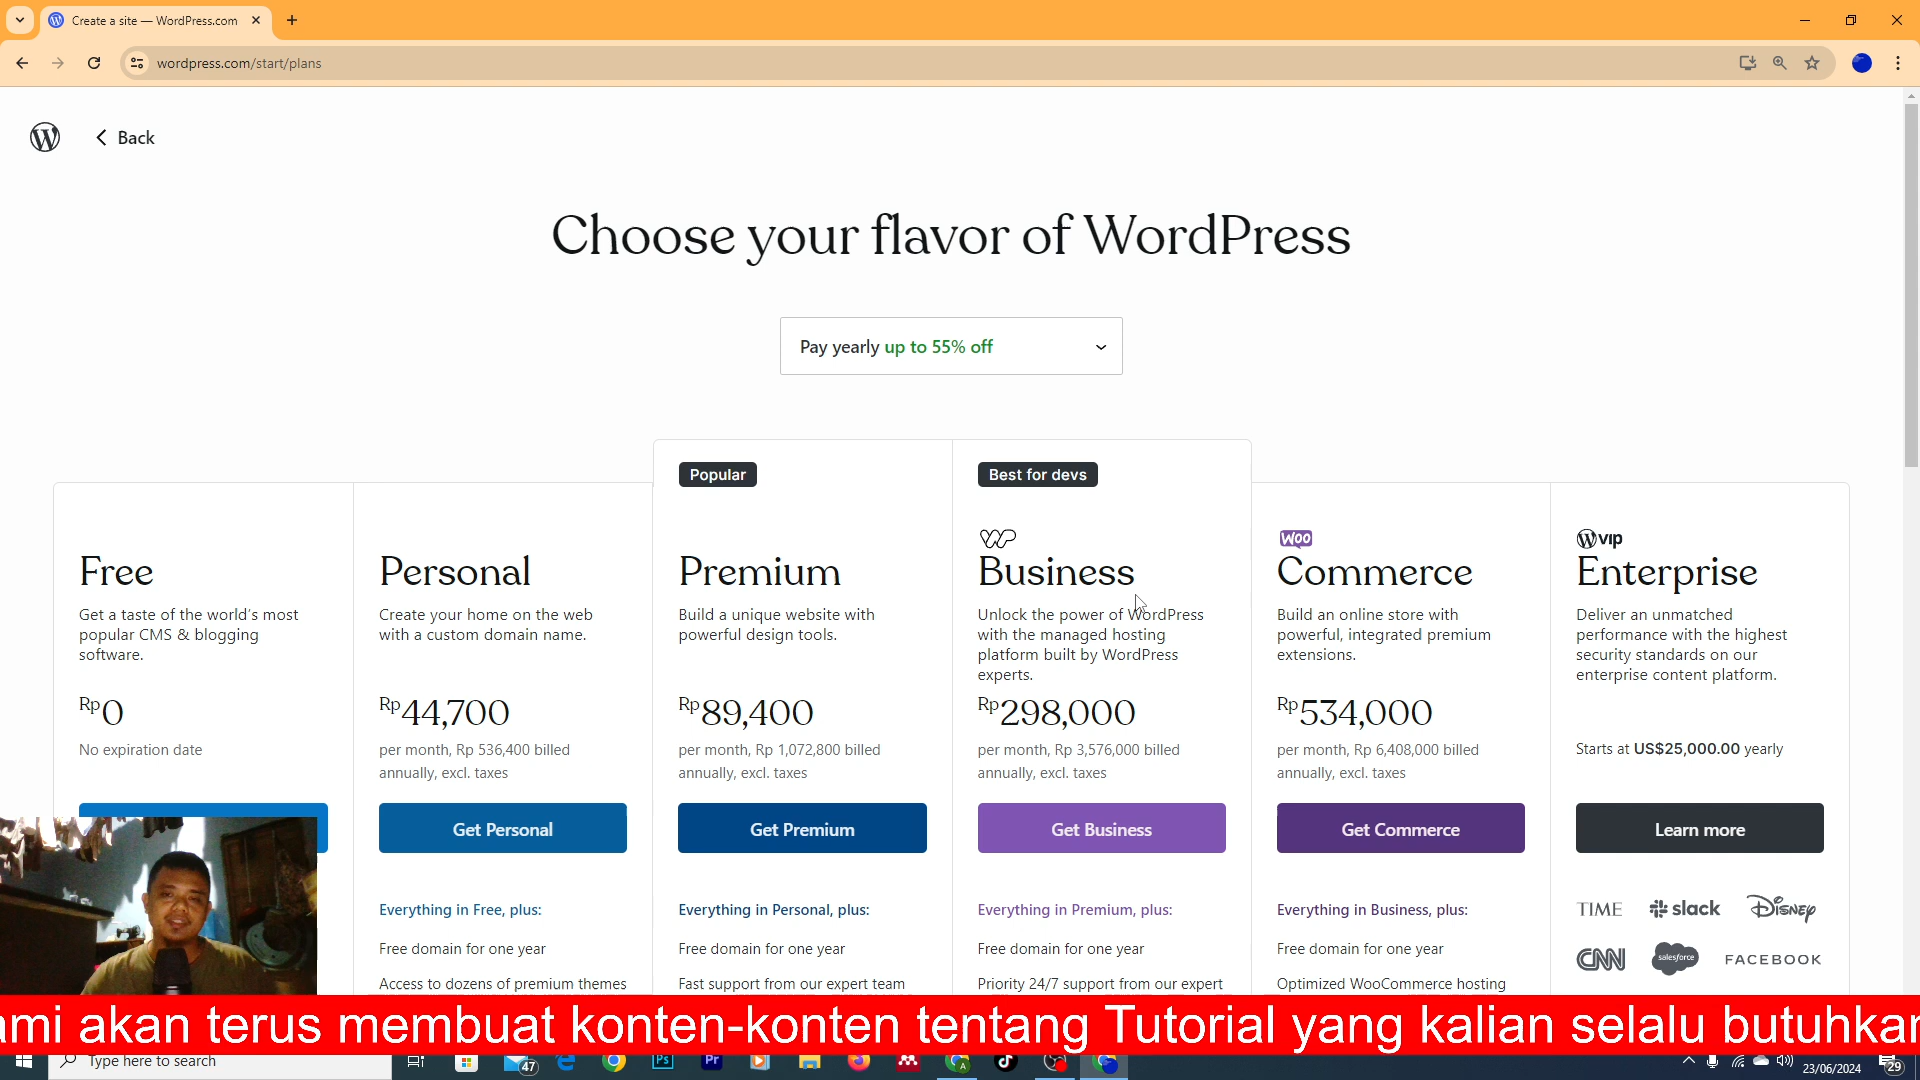 Create a site — WordPress.com
wordpress.com/start/plans
Back
Choose your flavor of WordPress
Pay yearly up to 55% off
Popular
Best for devs
Free
Get a taste of the world's most
popular CMS & blogging
software.
Rp0
No expiration date
Personal
Create your home on the web
with a custom domain name.
Rp44,700
per month, Rp 536,400 billed
annually, excl. taxes
Get Personal
Everything in Free, plus:
Free domain for one year
Access to dozens of premium themes
Premium
Build a unique website with
powerful design tools.
Rp89,400
per month, Rp 1,072,800 billed
annually, excl. taxes
Get Premium
Everything in Personal, plus:
Free domain for one year
Fast support from our expert team
WP
Business
Unlock the power of WordPress
with the managed hosting
platform built by WordPress
experts.
Rp298,000
per month, Rp 3,576,000 billed
annually, excl. taxes
Get Business
Everything in Premium, plus:
Free domain for one year
Priority 24/7 support from our expert
Woo
Commerce
Build an online store with
powerful, integrated premium
extensions.
Rp534,000
per month, Rp 6,408,000 billed
annually, excl. taxes
Get Commerce
Everything in Business, plus:
Free domain for one year
Optimized WooCommerce hosting
vip
Enterprise
Deliver an unmatched
performance with the highest
security standards on our
enterprise content platform.
Starts at US$25,000.00 yearly
Learn more
TIME slack Disney
CNN salesforce FACEBOOK
ami akan terus membuat konten-konten tentang Tutorial yang kalian selalu butuhkan
Type here to search
47
Ps
Pr
A
23/06/2024
29